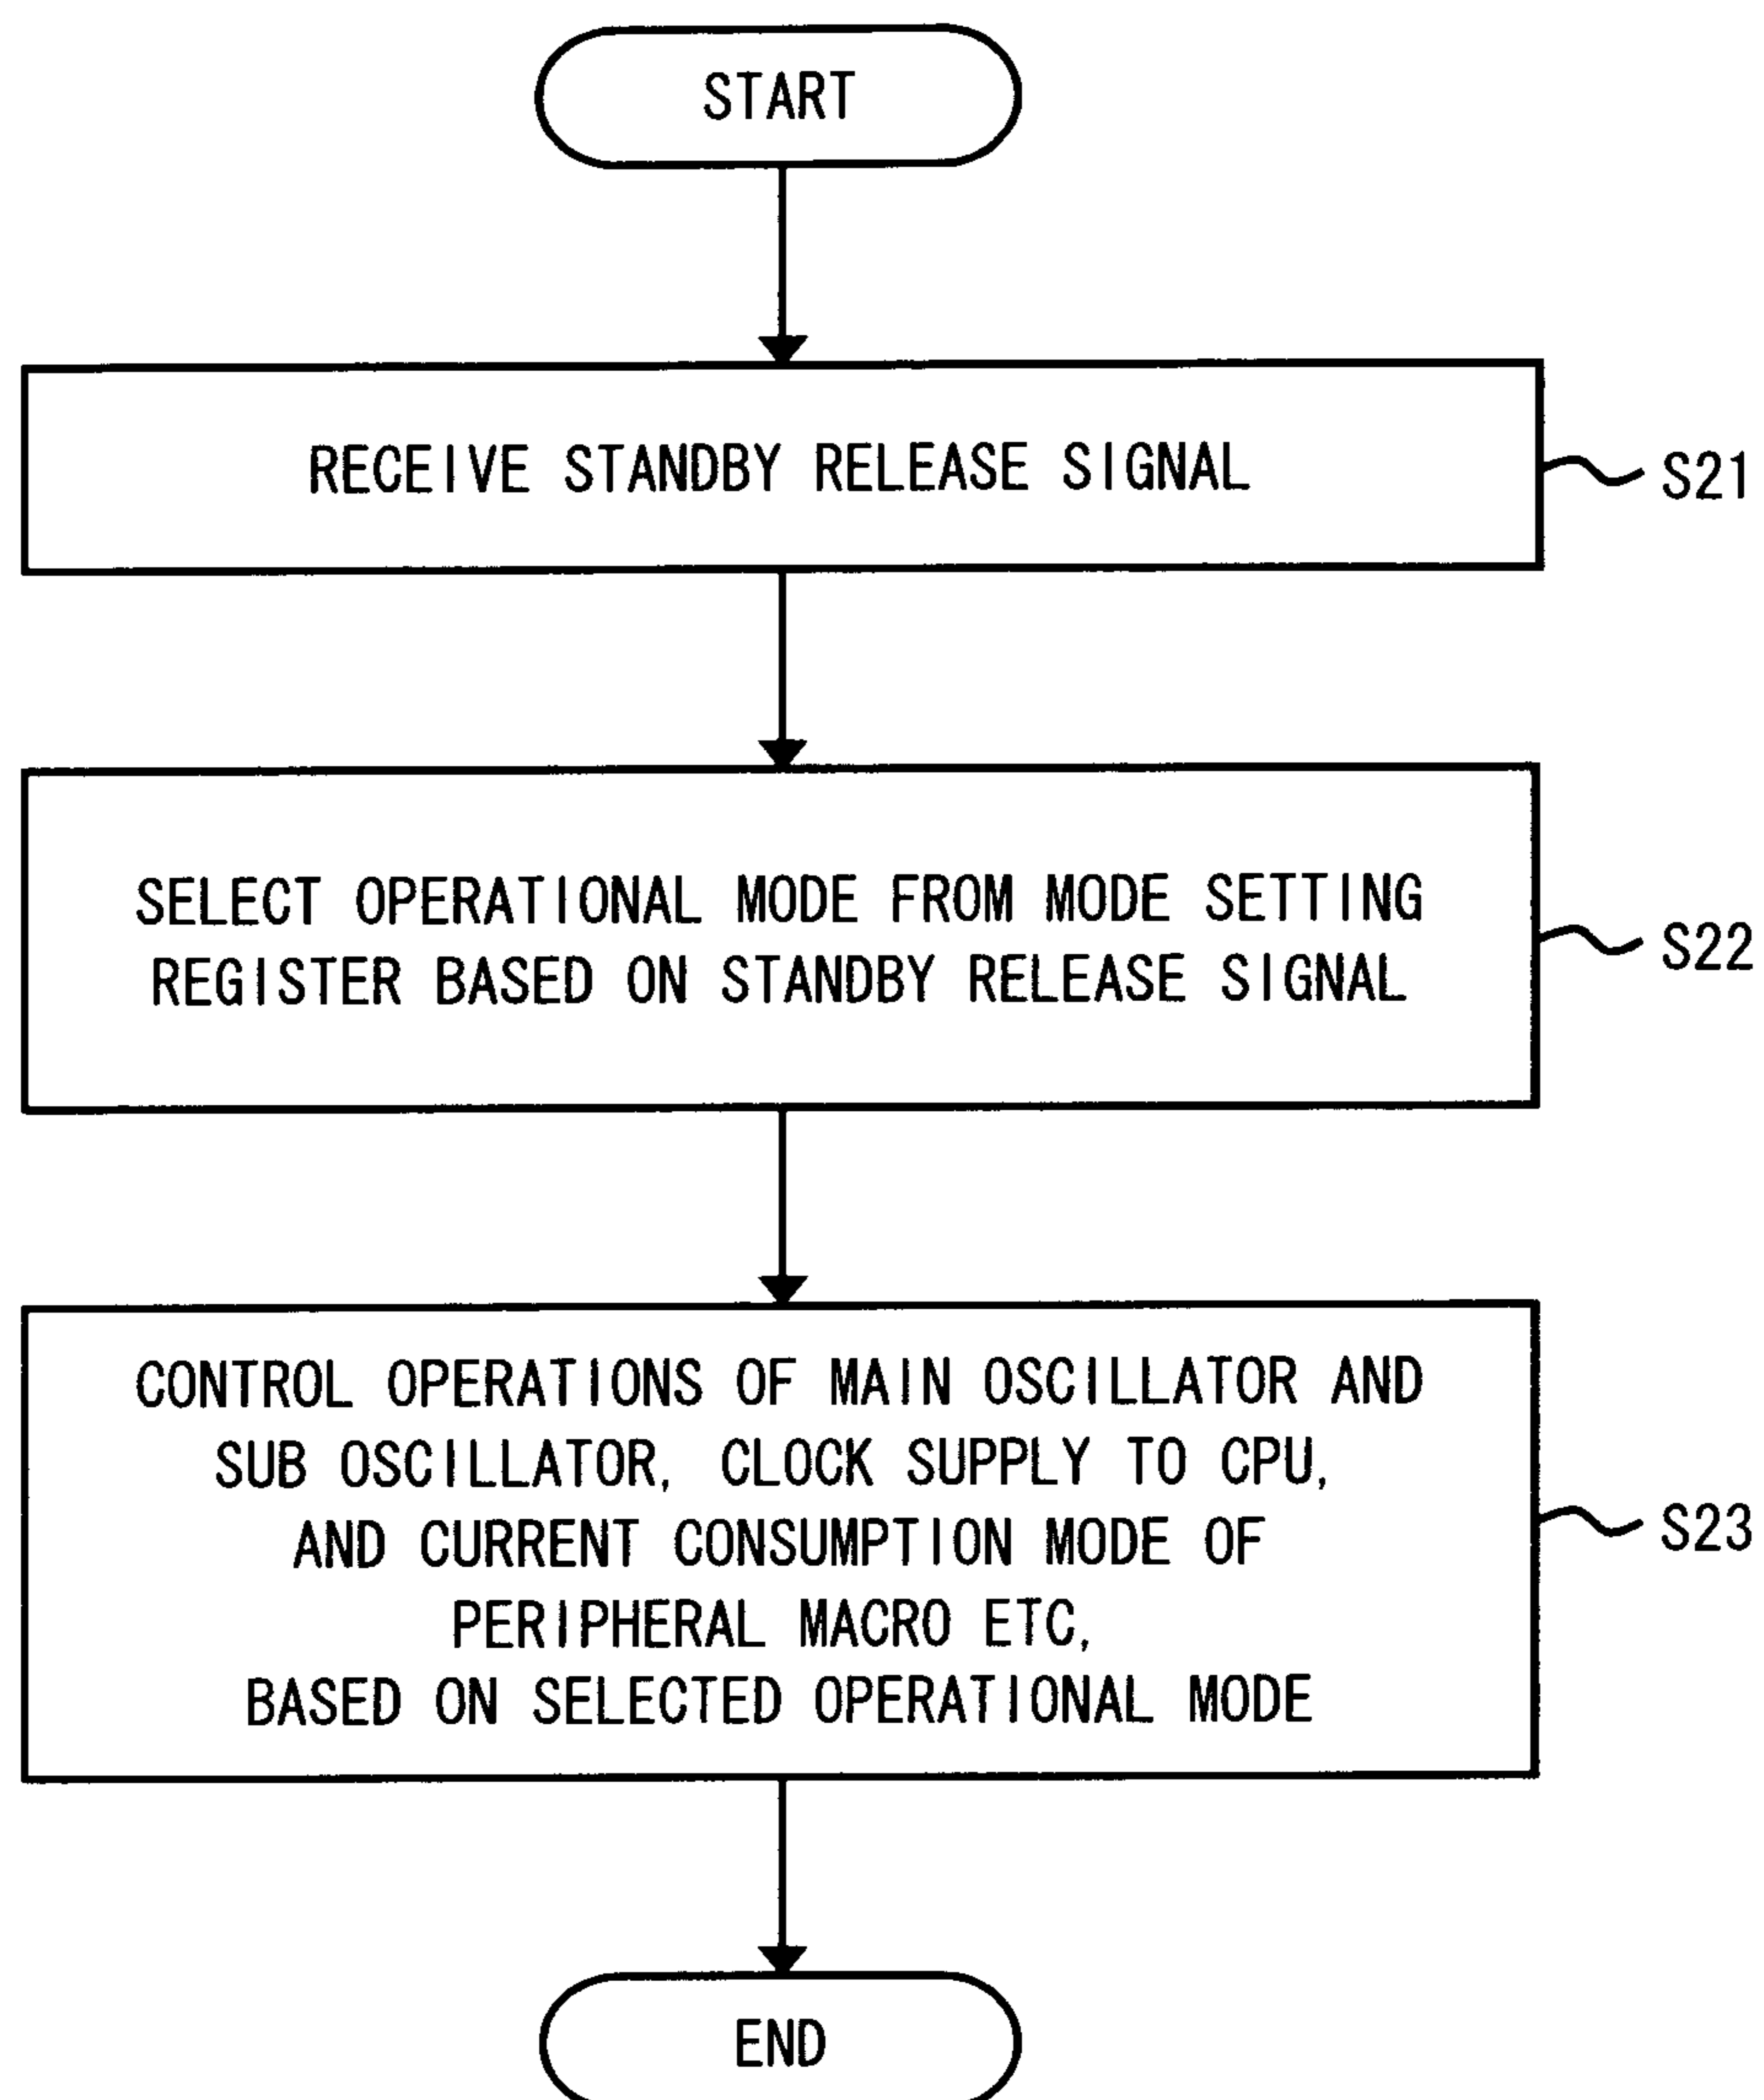 START
RECEIVE STANDBY RELEASE SIGNAL
S21
SELECT OPERATIONAL MODE FROM MODE SETTING
REGISTER BASED ON STANDBY RELEASE SIGNAL
S22
CONTROL OPERATIONS OF MAIN OSCILLATOR AND
SUB OSCILLATOR, CLOCK SUPPLY TO CPU,
AND CURRENT CONSUMPTION MODE OF
PERIPHERAL MACRO ETC,
BASED ON SELECTED OPERATIONAL MODE
S23
END